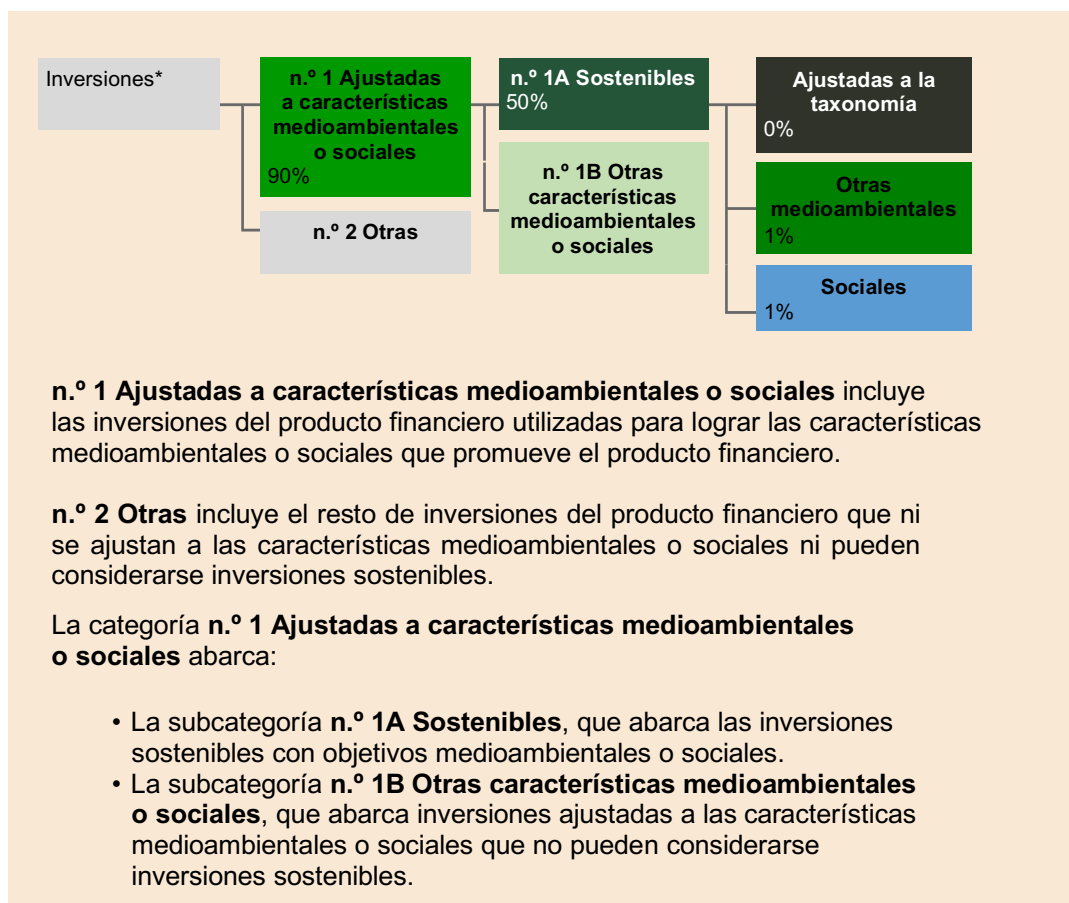 Inversiones*
n.º 1 Ajustadas
a características
medioambientales
o sociales
90%
n.º 2 Otras
n.º 1A Sostenibles
50%
n.º 1B Otras
características
medioambientales
o sociales
Ajustadas a la
taxonomía
0%
Otras
medioambientales
1%
Sociales
1%
n.º 1 Ajustadas a características medioambientales o sociales incluye
las inversiones del producto financiero utilizadas para lograr las características
medioambientales o sociales que promueve el producto financiero.
n.º 2 Otras incluye el resto de inversiones del producto financiero que ni
se ajustan a las características medioambientales o sociales ni pueden
considerarse inversiones sostenibles.
La categoría n.º 1 Ajustadas a características medioambientales
o sociales abarca:
• La subcategoría n.º 1A Sostenibles, que abarca las inversiones
sostenibles con objetivos medioambientales o sociales.
• La subcategoría n.º 1B Otras características medioambientales
o sociales, que abarca inversiones ajustadas a las características
medioambientales o sociales que no pueden considerarse
inversiones sostenibles.